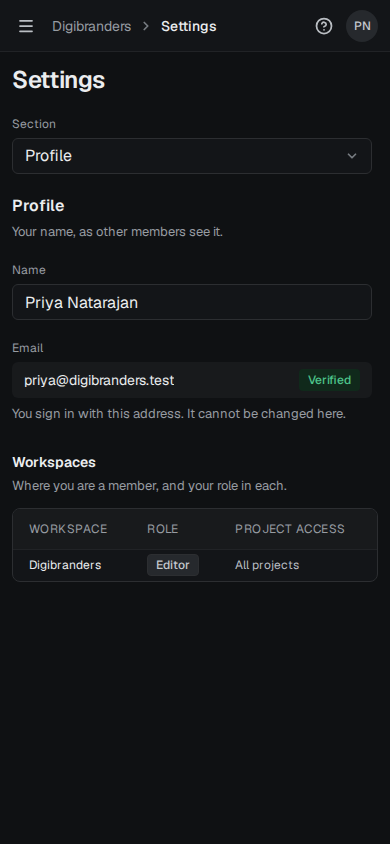 Digibranders > Settings
PN
Settings
Section
Profile
Profile
Your name, as other members see it.
Name
Priya Natarajan
Email
priya@digibranders.test Verified
You sign in with this address. It cannot be changed here.
Workspaces
Where you are a member, and your role in each.
WORKSPACE ROLE PROJECT ACCESS
Digibranders Editor All projects